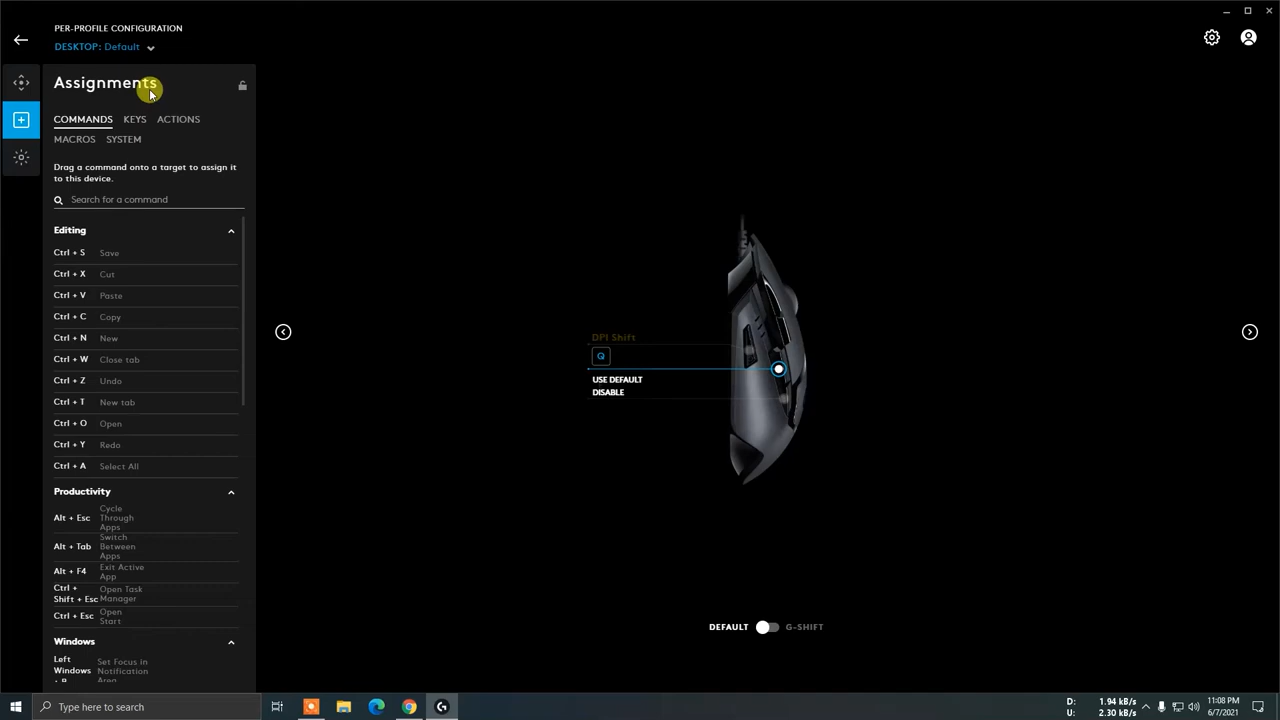 PER-PROFILE CONFIGURATION
DESKTOP: Default
Assignments
COMMANDS KEYS ACTIONS
MACROS SYSTEM
Drag a command onto a target to assign it
to this device.
Search for a command
Editing
Ctrl + S Save
Ctrl + X Cut
Ctrl + V Paste
Ctrl + C Copy
Ctrl + N New
Ctrl + W Close tab
Ctrl + Z Undo
Ctrl + T New tab
Ctrl + O Open
Ctrl + Y Redo
Ctrl + A Select All
Productivity
Alt + Esc Cycle
Through
Apps
Alt + Tab Switch
Between
Apps
Alt + F4 Exit Active
App
Ctrl +
Shift + Esc Open Task
Manager
Ctrl + Esc Open
Start
Windows
Left
Windows
+ B Set Focus in
Notification
Area
DPI Shift
Q
USE DEFAULT
DISABLE
DEFAULT G-SHIFT
Type here to search
D: 1.94 kB/s
U: 2.30 kB/s
11:08 PM
6/7/2021